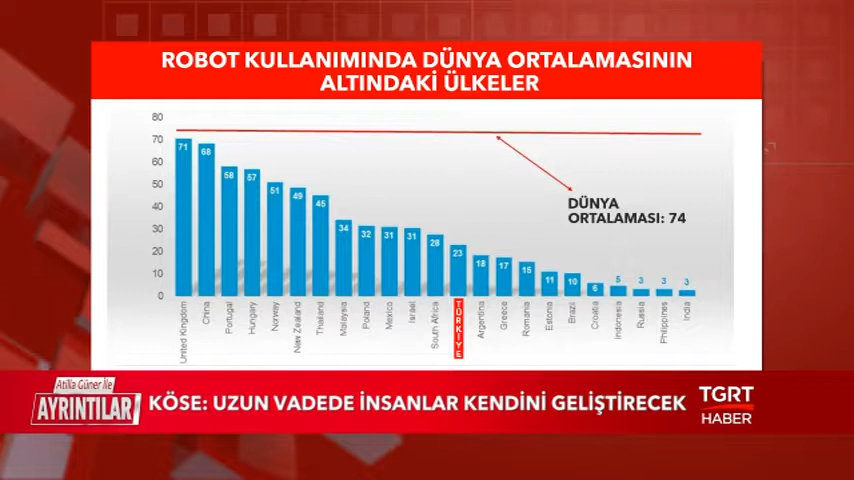 ROBOT KULLANIMINDA DÜNYA ORTALAMASININ
ALTINDAKİ ÜLKELER
80
70
60
50
40
30
20
10
0
71
68
58
57
51
49
45
34
32
31
31
28
23
18
17
15
11
10
6
5
3
3
3
DÜNYA
ORTALAMASI: 74
United Kingdom
China
Portugal
Hungary
Norway
New Zealand
Thailand
Malaysia
Poland
Mexico
Israel
South Africa
TÜRKİYE
Argentina
Greece
Romania
Estonia
Brazil
Croatia
Indonesia
Russia
Philippines
India
Atilla Güner İle
AYRINTILAR
KÖSE: UZUN VADEDE İNSANLAR KENDİNİ GELİŞTİRECEK
TGRT
HABER